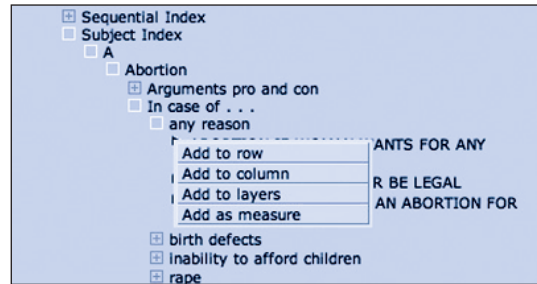 Sequential Index
Subject Index
A
Abortion
Arguments pro and con
In case of . . .
any reason
WANTS FOR ANY
Add to row
Add to column
R BE LEGAL
Add to layers
AN ABORTION FOR
Add as measure
birth defects
inability to afford children
rape